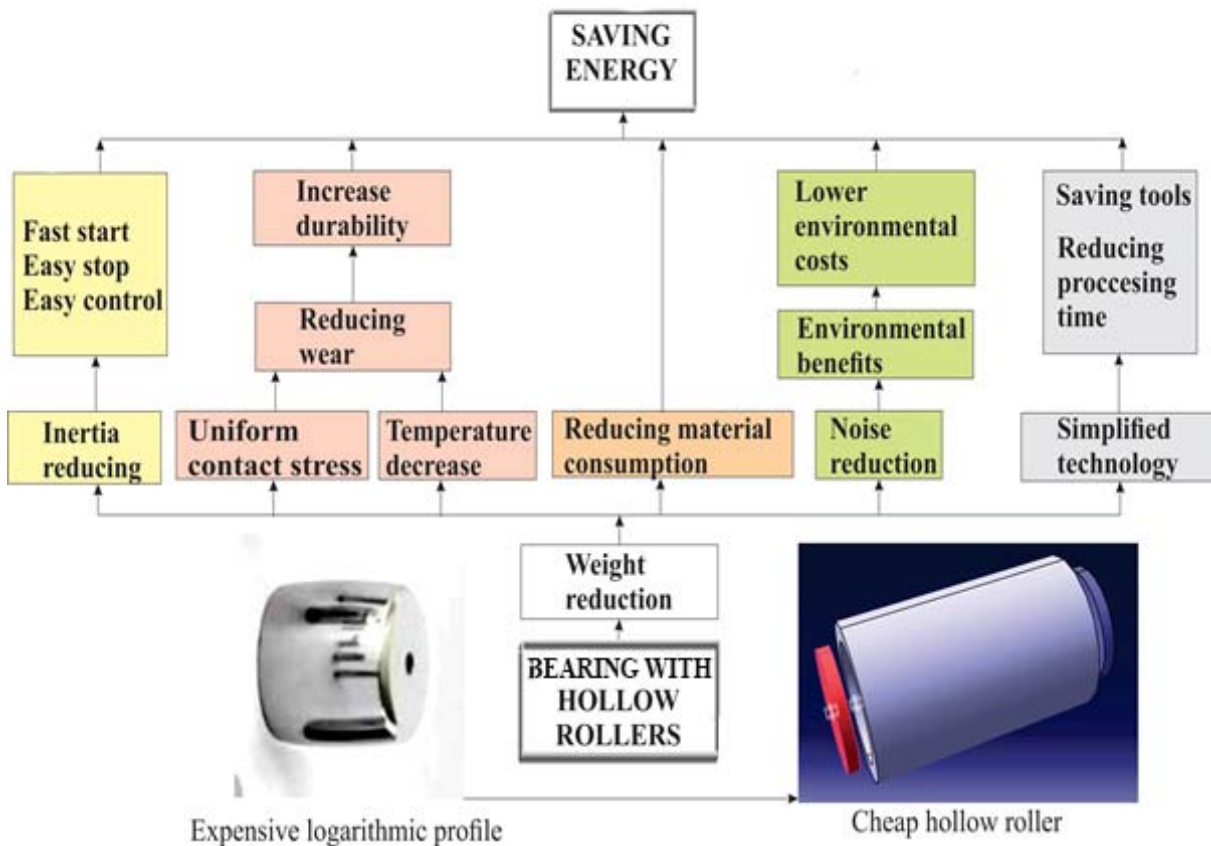 SAVING
ENERGY
Fast start
Easy stop
Easy control
Increase
durability
Lower
environmental
costs
Saving tools
Reducing
proccesing
time
Reducing
wear
Environmental
benefits
Inertia
reducing
Uniform
contact stress
Temperature
decrease
Reducing material
consumption
Noise
reduction
Simplified
technology
Weight
reduction
BEARING WITH
HOLLOW
ROLLERS
Expensive logarithmic profile
Cheap hollow roller